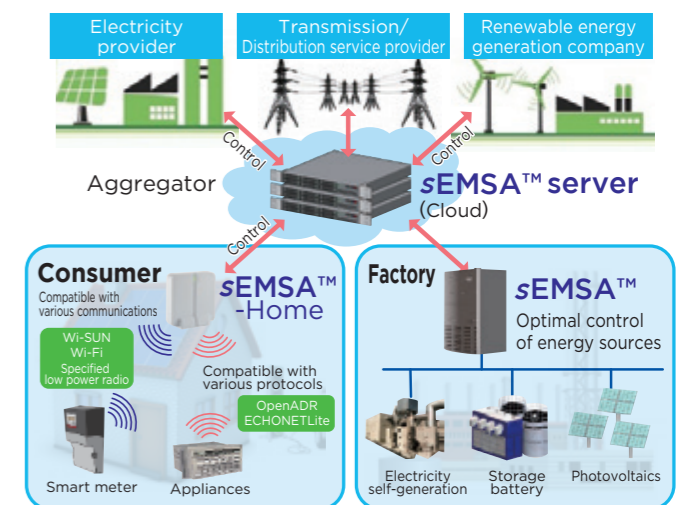 Electricity
provider
Transmission/
Distribution service provider
Renewable energy
generation company
Control
Control
Aggregator
sEMSA™ server
(Cloud)
Control
Consumer
Compatible with
various communications
sEMSA™
-Home
Wi-SUN
Wi-Fi
Specified
low power radio
Compatible with
various protocols
OpenADR
ECHONETLite
Smart meter
Appliances
Factory
sEMSA™
Optimal control
of energy sources
Electricity
self-generation
Storage
battery
Photovoltaics